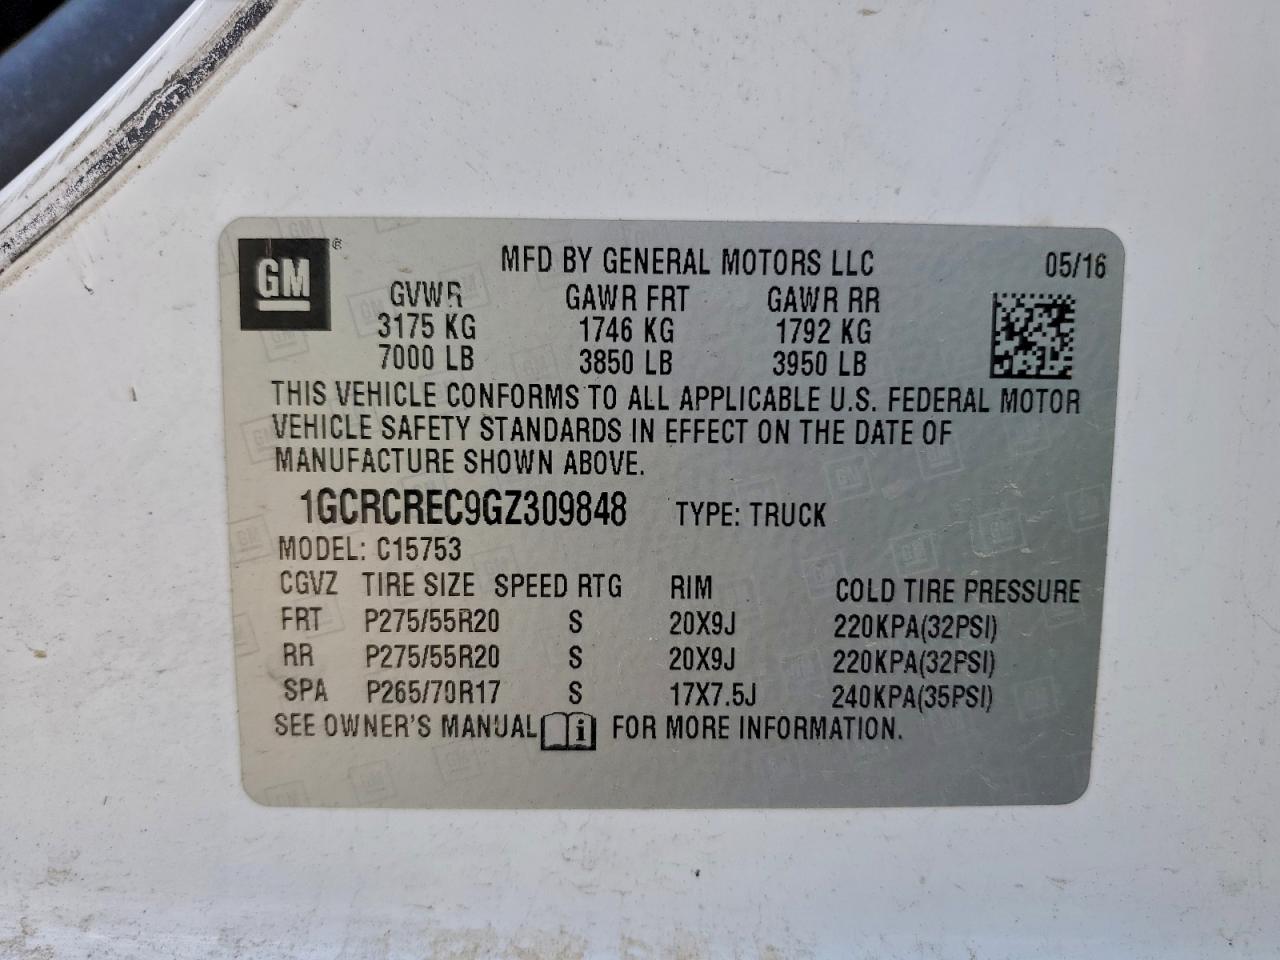 GM ®
MFD BY GENERAL MOTORS LLC 05/16
GVWR GAWR FRT GAWR RR
3175 KG 1746 KG 1792 KG
7000 LB 3850 LB 3950 LB
THIS VEHICLE CONFORMS TO ALL APPLICABLE U.S. FEDERAL MOTOR
VEHICLE SAFETY STANDARDS IN EFFECT ON THE DATE OF
MANUFACTURE SHOWN ABOVE.
1GCRCREC9GZ309848 TYPE: TRUCK
MODEL: C15753
CGVZ TIRE SIZE SPEED RTG RIM COLD TIRE PRESSURE
FRT P275/55R20 S 20X9J 220KPA(32PSI)
RR P275/55R20 S 20X9J 220KPA(32PSI)
SPA P265/70R17 S 17X7.5J 240KPA(35PSI)
SEE OWNER'S MANUAL i FOR MORE INFORMATION.